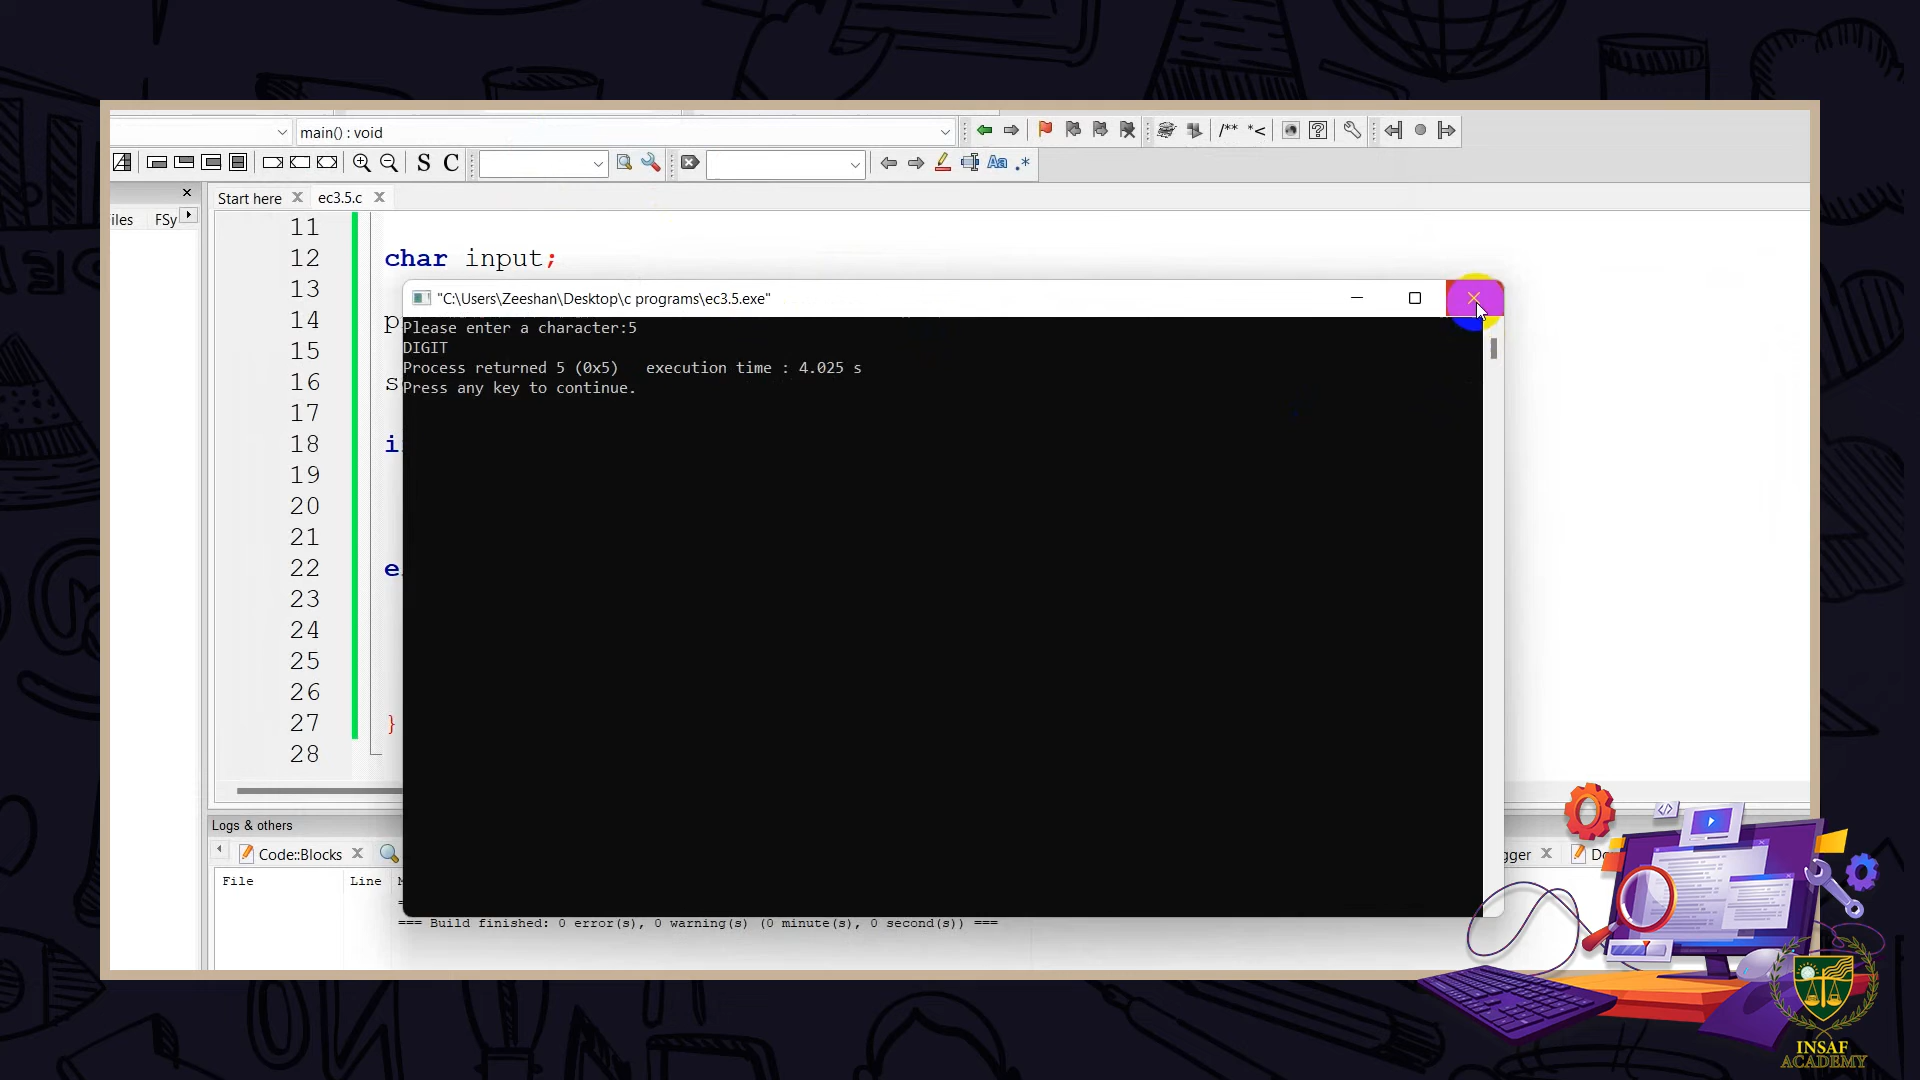 main() : void
/** *<
S C
Aa .*
Start here
ec3.5.c
iles FSy
11
12 char input;
13
14 p
15
16 s
17
18 i
19
20
21
22 e
23
24
25
26
27 }
28
"C:\Users\Zeeshan\Desktop\c programs\ec3.5.exe"
Please enter a character:5
DIGIT
Process returned 5 (0x5) execution time : 4.025 s
Press any key to continue.
Logs & others
Code::Blocks
gger
Do
File Line
=== Build finished: 0 error(s), 0 warning(s) (0 minute(s), 0 second(s)) ===
INSAF
ACADEMY